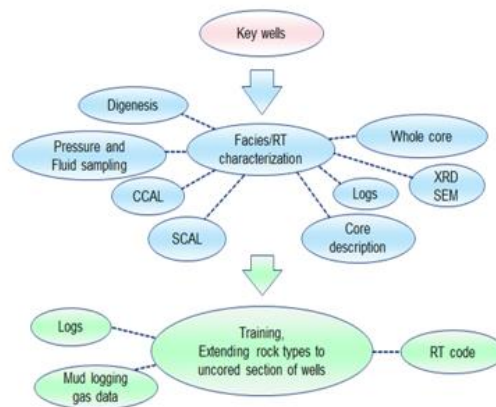 Key wells
Digenesis
Facies/RT
characterization
Whole core
Pressure and
Fluid sampling
CCAL
Logs
XRD
SEM
SCAL
Core
description
Logs
Training,
Extending rock types to
uncored section of wells
RT code
Mud logging
gas data